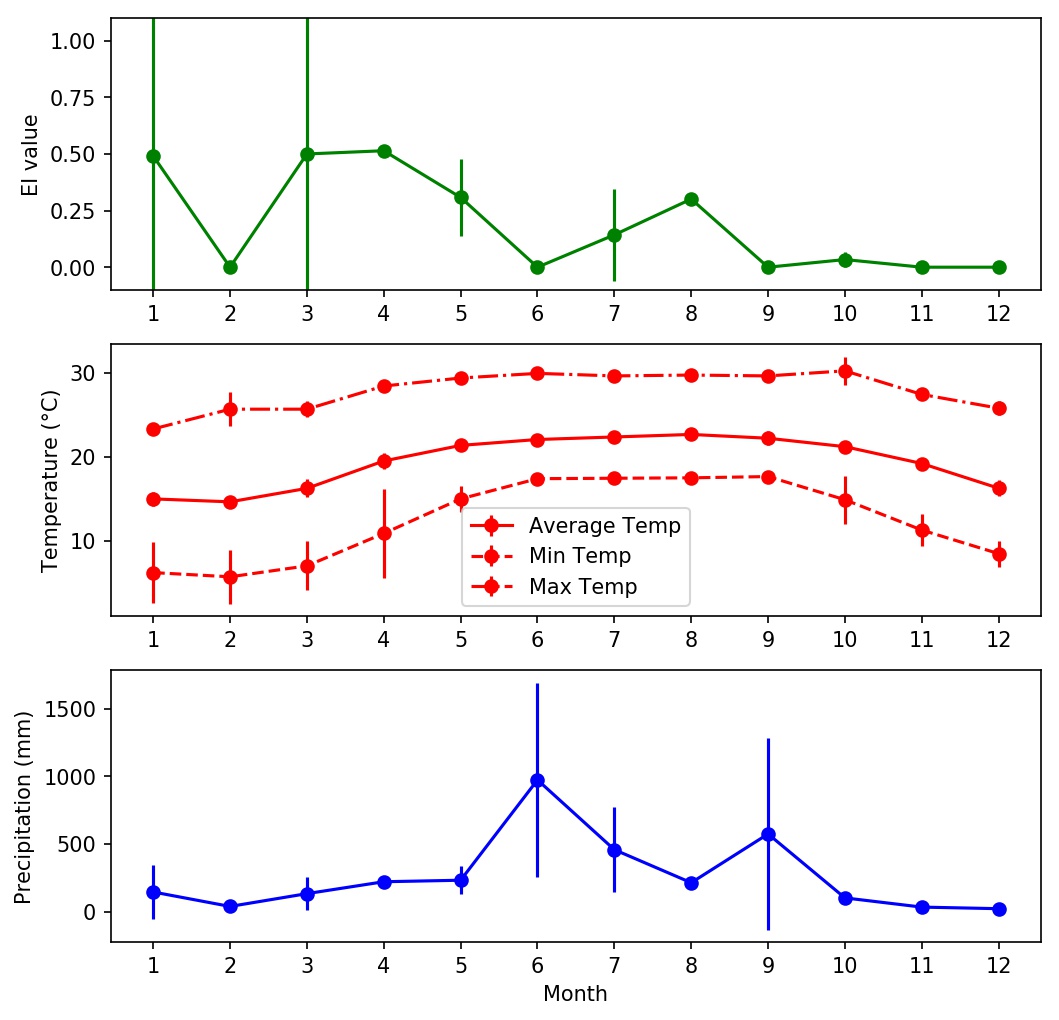 EI value
1.00
0.75
0.50
0.25
0.00
1 2 3 4 5 6 7 8 9 10 11 12
Temperature (°C)
30
20
10
Average Temp
Min Temp
Max Temp
1 2 3 4 5 6 7 8 9 10 11 12
Precipitation (mm)
1500
1000
500
0
1 2 3 4 5 6 7 8 9 10 11 12
Month